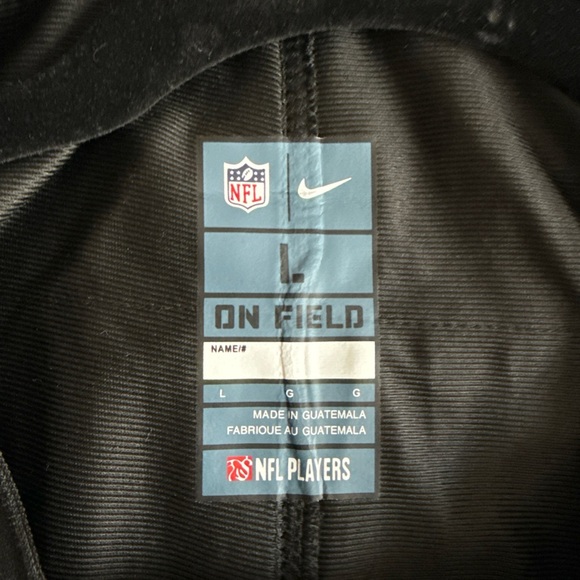 NFL
L
ON FIELD
NAME/#
L G G
MADE IN GUATEMALA
FABRIQUE AU GUATEMALA
NFL PLAYERS